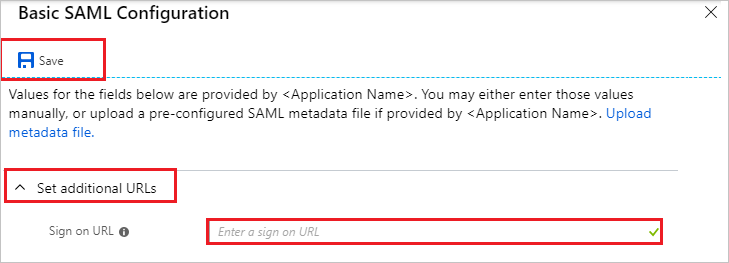 Basic SAML Configuration
Save
Values for the fields below are provided by <Application Name>. You may either enter those values
manually, or upload a pre-configured SAML metadata file if provided by <Application Name>. Upload
metadata file.
Set additional URLs
Sign on URL
Enter a sign on URL